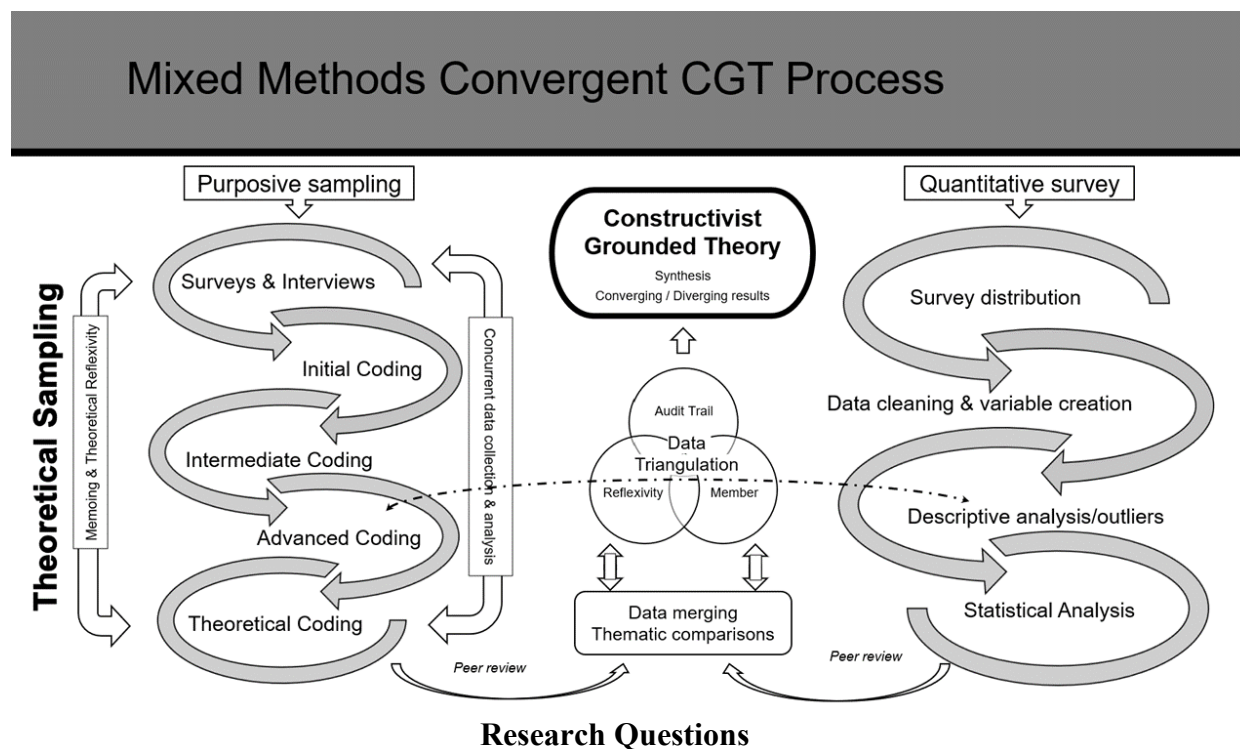 Mixed Methods Convergent CGT Process
Purposive sampling
Theoretical Sampling
Memoing & Theoretical Reflexivity
Surveys & Interviews
Initial Coding
Intermediate Coding
Advanced Coding
Theoretical Coding
Concurrent data collection & analysis
Peer review
Constructivist
Grounded Theory
Synthesis
Converging / Diverging results
Audit Trail
Data
Triangulation
Reflexivity
Member
Data merging
Thematic comparisons
Quantitative survey
Survey distribution
Data cleaning & variable creation
Descriptive analysis/outliers
Statistical Analysis
Peer review
Research Questions